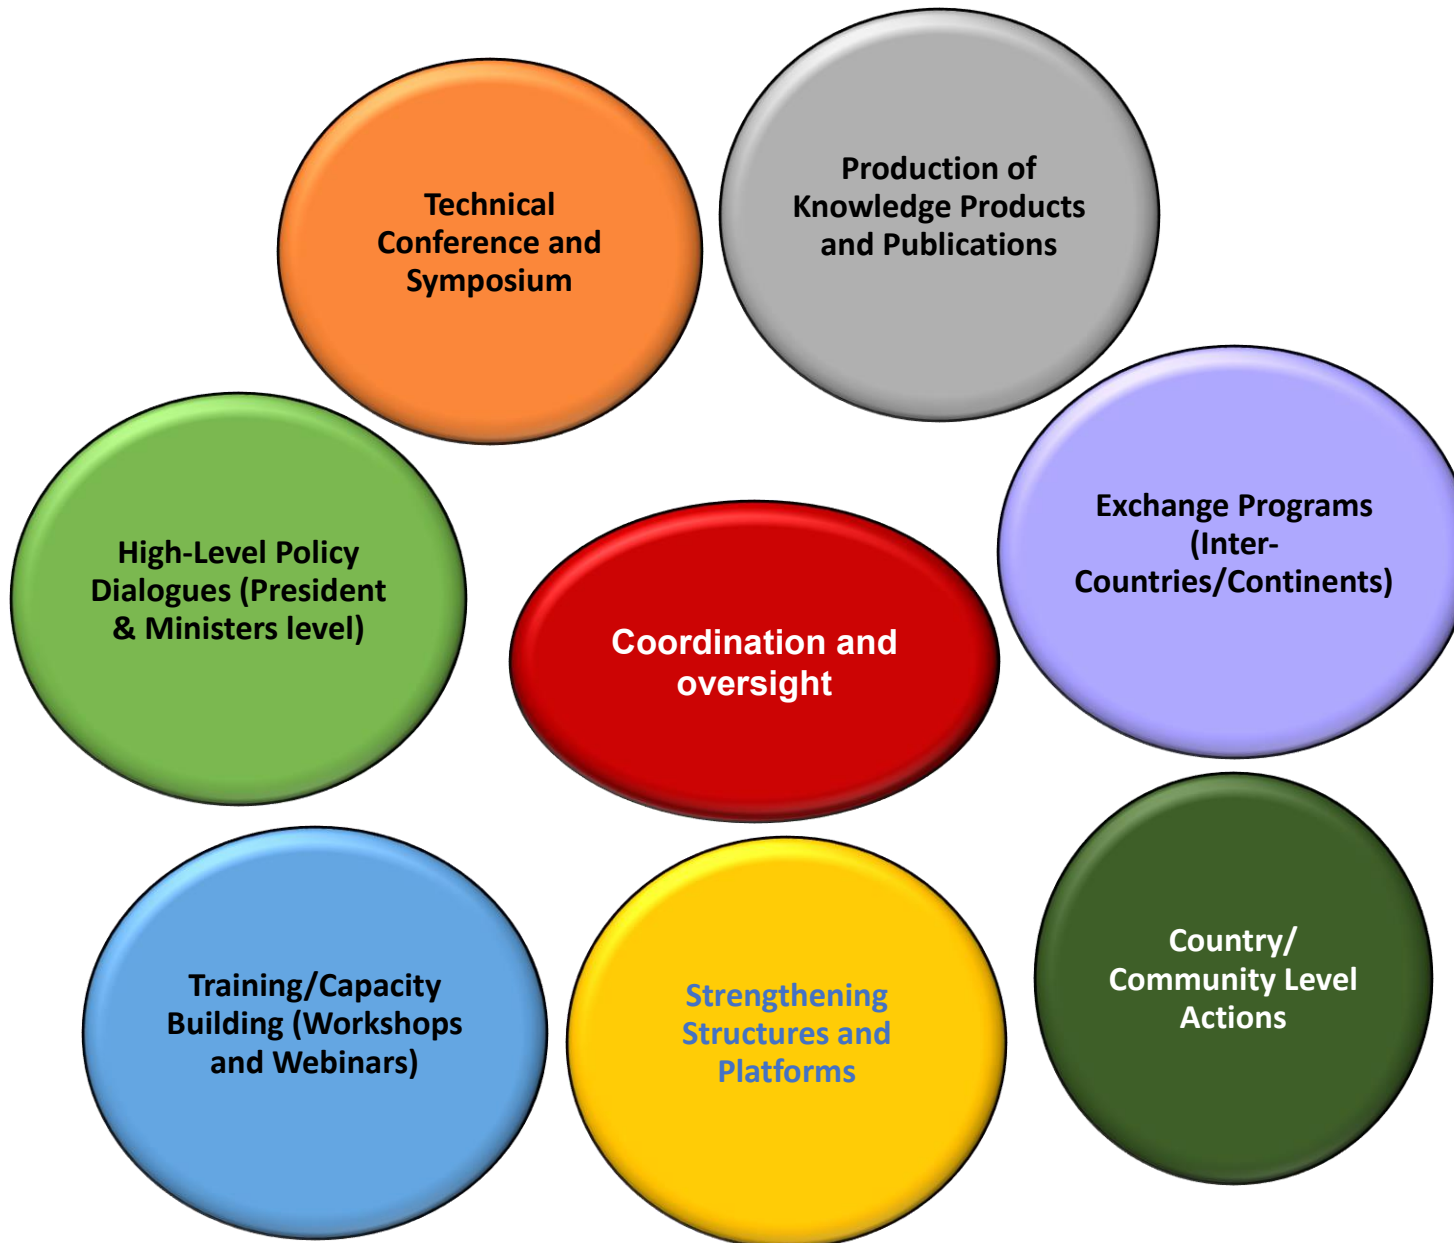 Technical
Conference and
Symposium
Production of
Knowledge Products
and Publications
Exchange Programs
(Inter-
Countries/Continents)
High-Level Policy
Dialogues (President
& Ministers level)
Coordination and
oversight
Country/
Community Level
Actions
Training/Capacity
Building (Workshops
and Webinars)
Strengthening
Structures and
Platforms